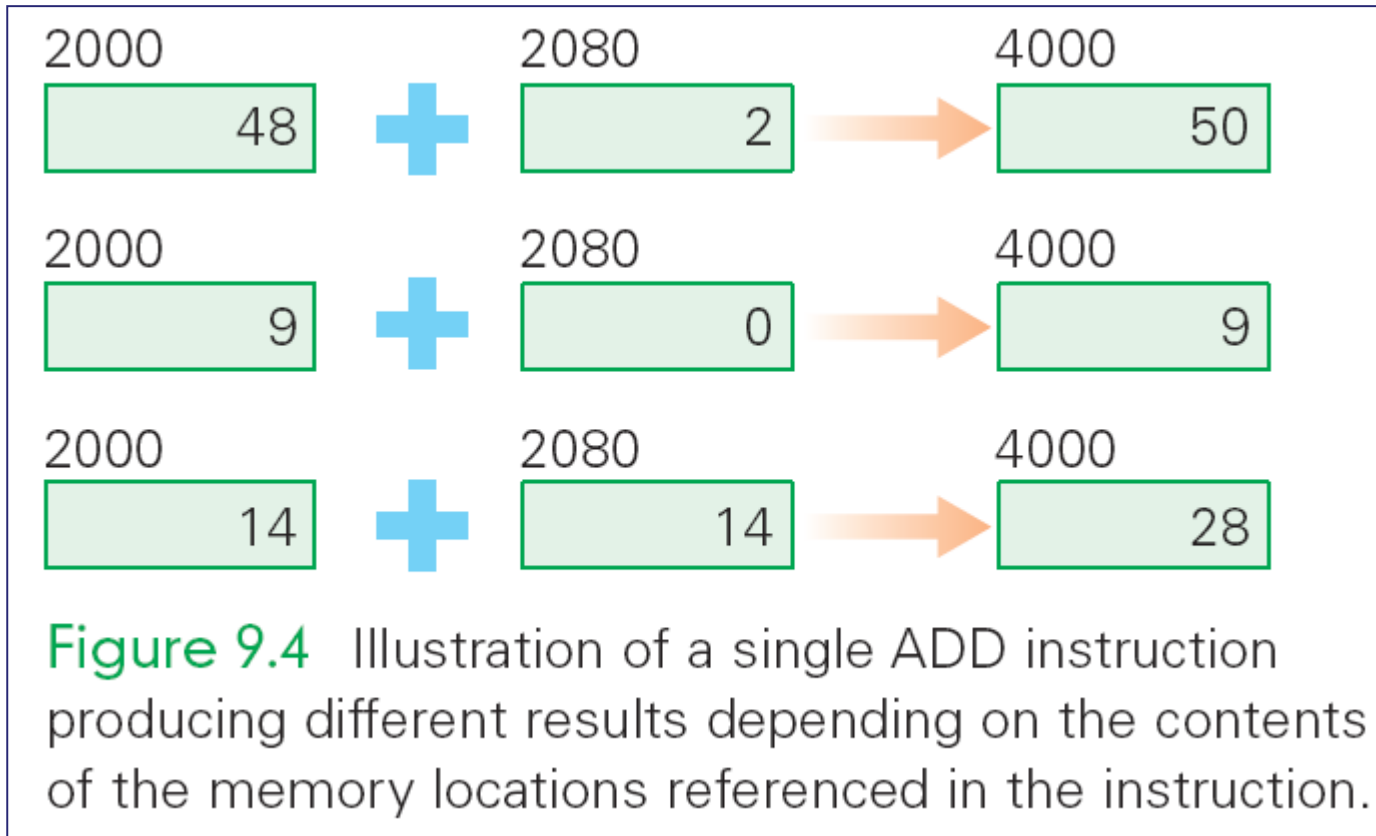 2000 2080 4000
48 2 50
2000 2080 4000
9 0 9
2000 2080 4000
14 14 28
Figure 9.4 Illustration of a single ADD instruction
producing different results depending on the contents
of the memory locations referenced in the instruction.